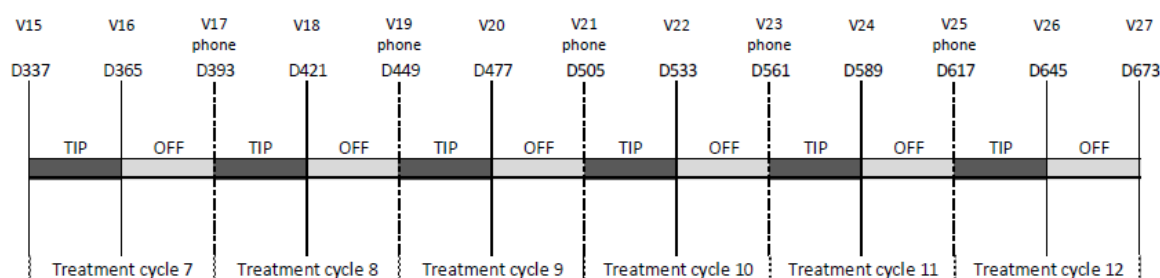 V15 V16 V17 V18 V19 V20 V21 V22 V23 V24 V25 V26 V27
phone phone phone phone phone
D337 D365 D393 D421 D449 D477 D505 D533 D561 D589 D617 D645 D673
TIP OFF TIP OFF TIP OFF TIP OFF TIP OFF TIP OFF
Treatment cycle 7 Treatment cycle 8 Treatment cycle 9 Treatment cycle 10 Treatment cycle 11 Treatment cycle 12